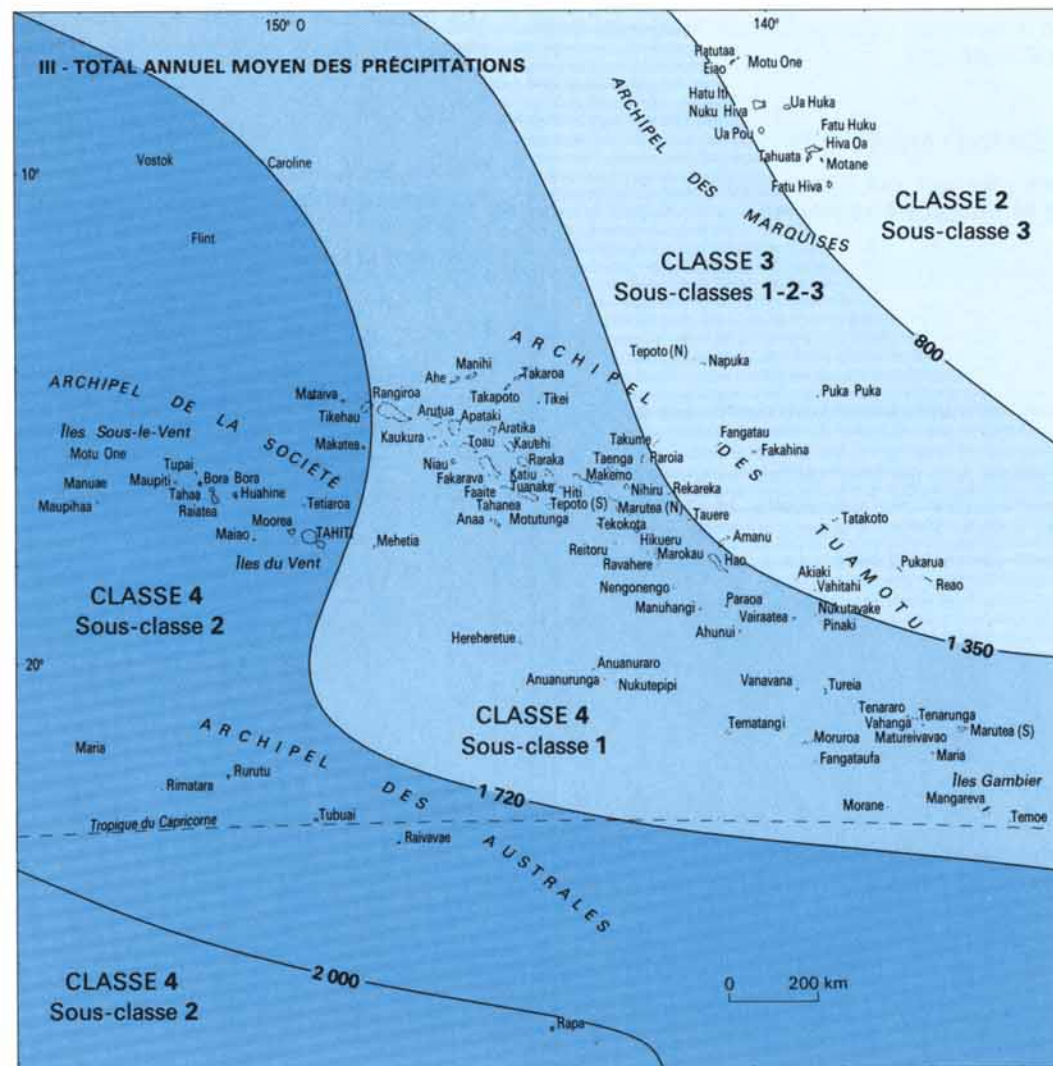 150° O
140°
III - TOTAL ANNUEL MOYEN DES PRÉCIPITATIONS
Hatutaa
Eiao
Motu One
Hatu Iti
Nuku Hiva
Ua Huka
Ua Pou
Fatu Huku
Hiva Oa
Tahuata
Motane
Fatu Hiva
ARCHIPEL DES MARQUISES
Vostok
Caroline
10°
Flint
CLASSE 2
Sous-classe 3
CLASSE 3
Sous-classes 1-2-3
800
ARCHIPEL DES TUAMOTU
Tepoto (N)
Napuka
Puka Puka
Manihi
Ahe
Takaroa
Takapoto
Tikei
Mataiva
Rangiroa
Tikehau
Arutua
Apataki
Aratika
Kaukura
Toau
Kauehi
Makatea
Takume
Fangatau
Fakahina
Niau
Raraka
Taenga
Raroia
Fakarava
Katiu
Makemo
Faaite
Tuanake
Hiti
Nihiru
Rekareka
Tahanea
Tepoto (S)
Marutea (N)
Tauere
Anaa
Motutunga
Tekokota
Tatakoto
ARCHIPEL DE LA SOCIÉTÉ
Îles Sous-le-Vent
Motu One
Tupai
Manuae
Maupiti
Bora Bora
Tahaa
Huahine
Maupihaa
Raiatea
Tetiaroa
Moorea
Maiao
TAHITI
Mehetia
Îles du Vent
Hikueru
Amanu
Reitoru
Marokau
Hao
Ravahere
Akiaki
Vahitahi
Pukarua
Reao
Nengonengo
Manuhangi
Paraoa
Nukutavake
Vairaatea
Pinaki
Ahunui
1 350
CLASSE 4
Sous-classe 2
Hereheretue
20°
Anuanuraro
Anuanurunga
Nukutepipi
Vanavana
Tureia
CLASSE 4
Sous-classe 1
Tenararo
Tenarunga
Vahanga
Marutea (S)
Tematangi
Moruroa
Matureivavao
Fangataufa
Maria
Îles Gambier
Morane
Mangareva
Temoe
1 720
ARCHIPEL DES AUSTRALES
Maria
Rurutu
Rimatara
Tropique du Capricorne
Tubuai
Raivavae
CLASSE 4
Sous-classe 2
2 000
0 200 km
Rapa